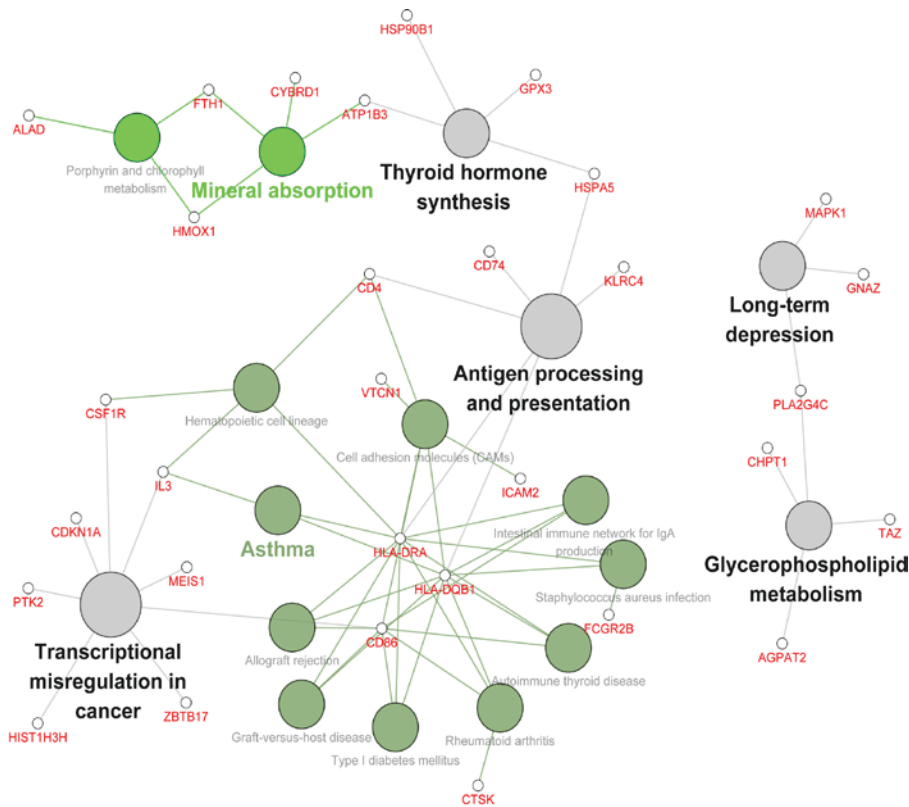 HSP90B1
GPX3
CYBRD1
FTH1
ATP1B3
ALAD
Porphyrin and chlorophyll
metabolism
Mineral absorption
Thyroid hormone
synthesis
HSPA5
HMOX1
MAPK1
CD74
KLRC4
CD4
GNAZ
Long-term
depression
Antigen processing
and presentation
VTCN1
PLA2G4C
CSF1R
Hematopoietic cell lineage
Cell adhesion molecules (CAMs)
CHPT1
IL3
ICAM2
CDKN1A
Asthma
Intestinal immune network for IgA
production
TAZ
HLA-DRA
Glycerophospholipid
metabolism
MEIS1
HLA-DQB1
PTK2
Staphylococcus aureus infection
FCGR2B
CD86
Transcriptional
misregulation in
cancer
Allograft rejection
AGPAT2
Autoimmune thyroid disease
ZBTB17
HIST1H3H
Graft-versus-host disease
Rheumatoid arthritis
Type I diabetes mellitus
CTSK